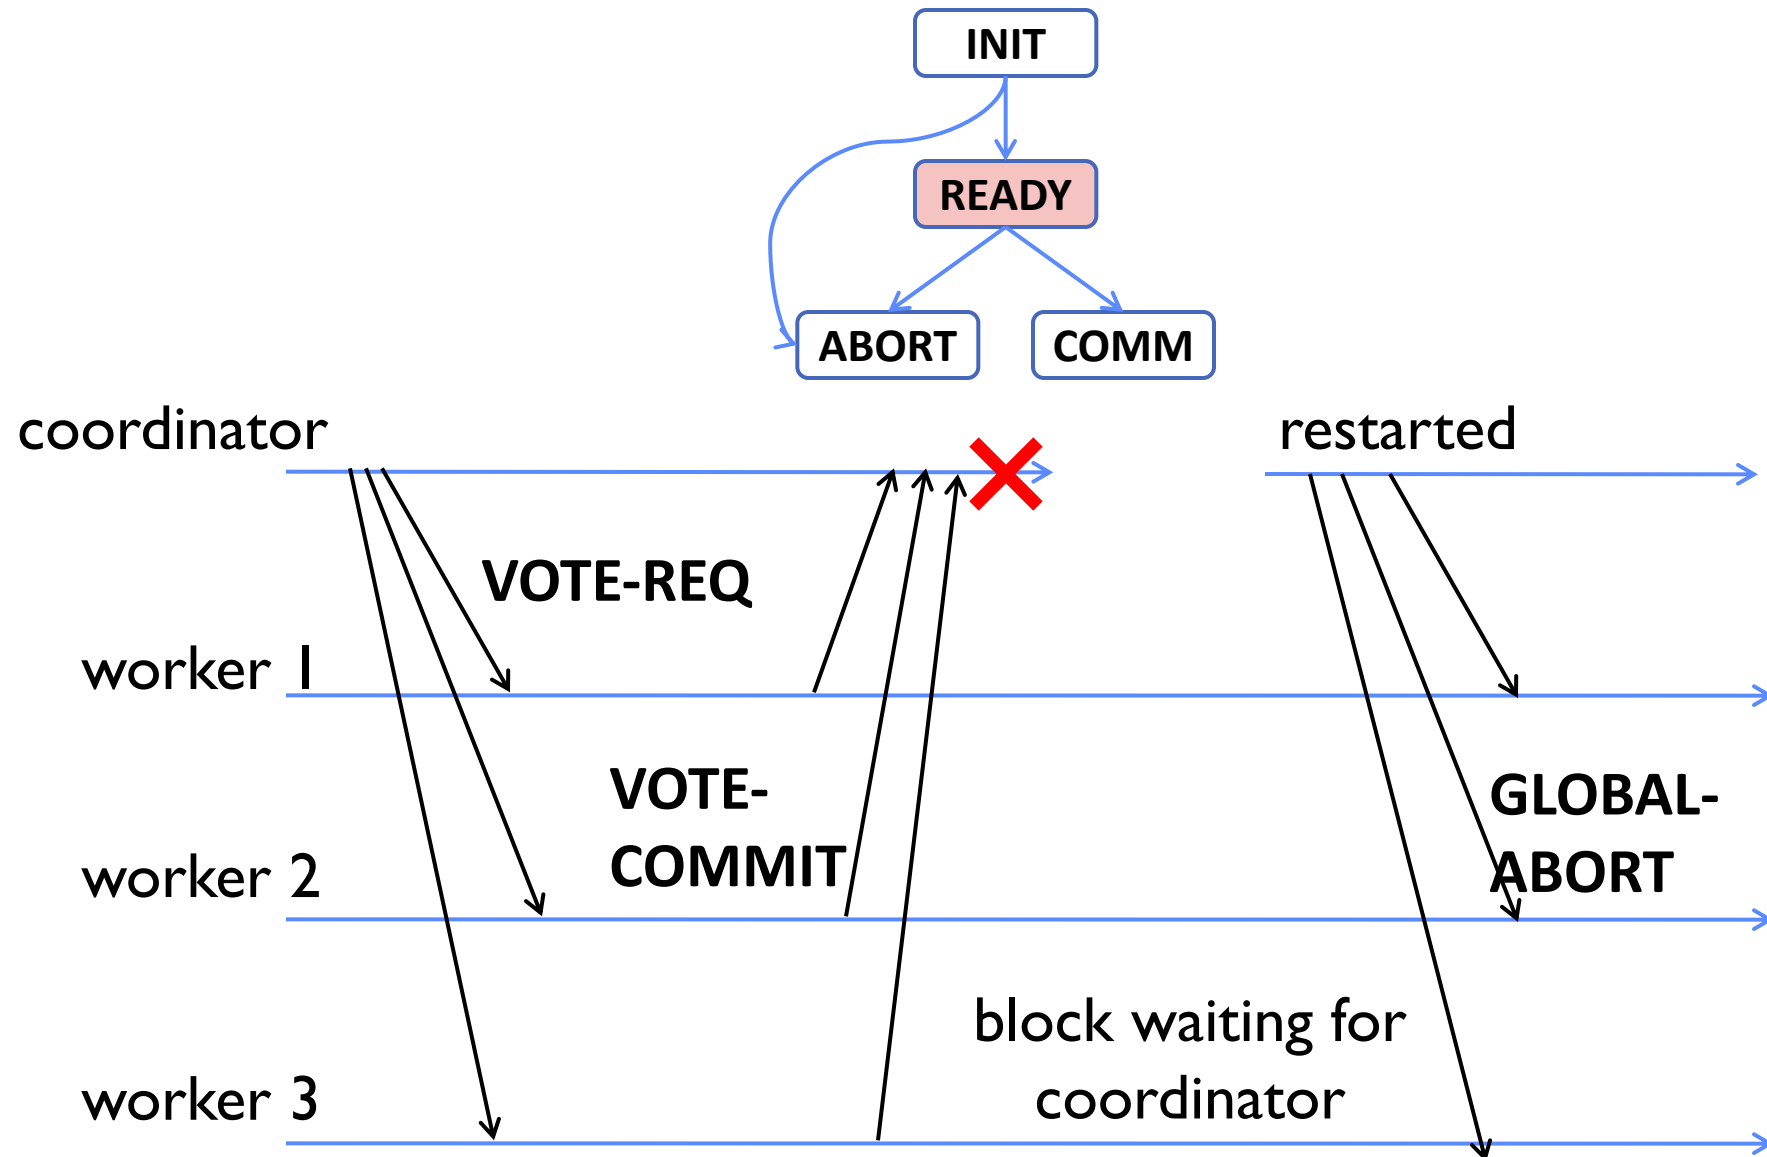 INIT
READY
ABORT COMM
coordinator restarted
VOTE-REQ
worker 1
VOTE-
COMMIT
GLOBAL-
ABORT
worker 2
block waiting for
coordinator
worker 3